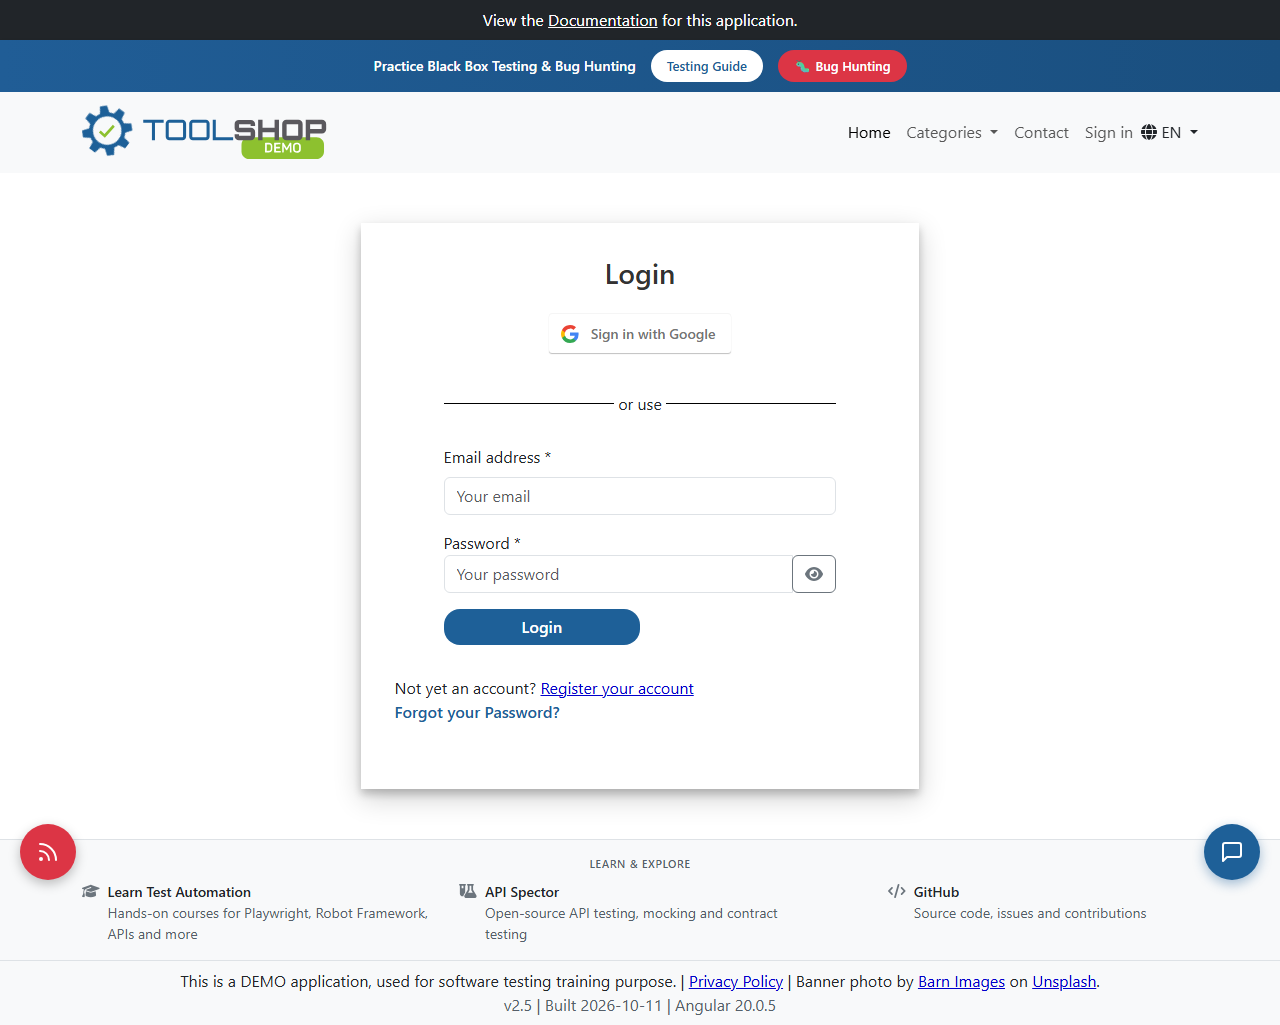 View the Documentation for this application.
Practice Black Box Testing & Bug Hunting
Testing Guide
Bug Hunting
TOOLSHOP
DEMO
Home
Categories
Contact
Sign in
EN
Login
Sign in with Google
or use
Email address *
Your email
Password *
Your password
Login
Not yet an account? Register your account
Forgot your Password?
LEARN & EXPLORE
Learn Test Automation
Hands-on courses for Playwright, Robot Framework,
APIs and more
API Spector
Open-source API testing, mocking and contract
testing
GitHub
Source code, issues and contributions
This is a DEMO application, used for software testing training purpose. | Privacy Policy | Banner photo by Barn Images on Unsplash.
v2.5 | Built 2026-10-11 | Angular 20.0.5